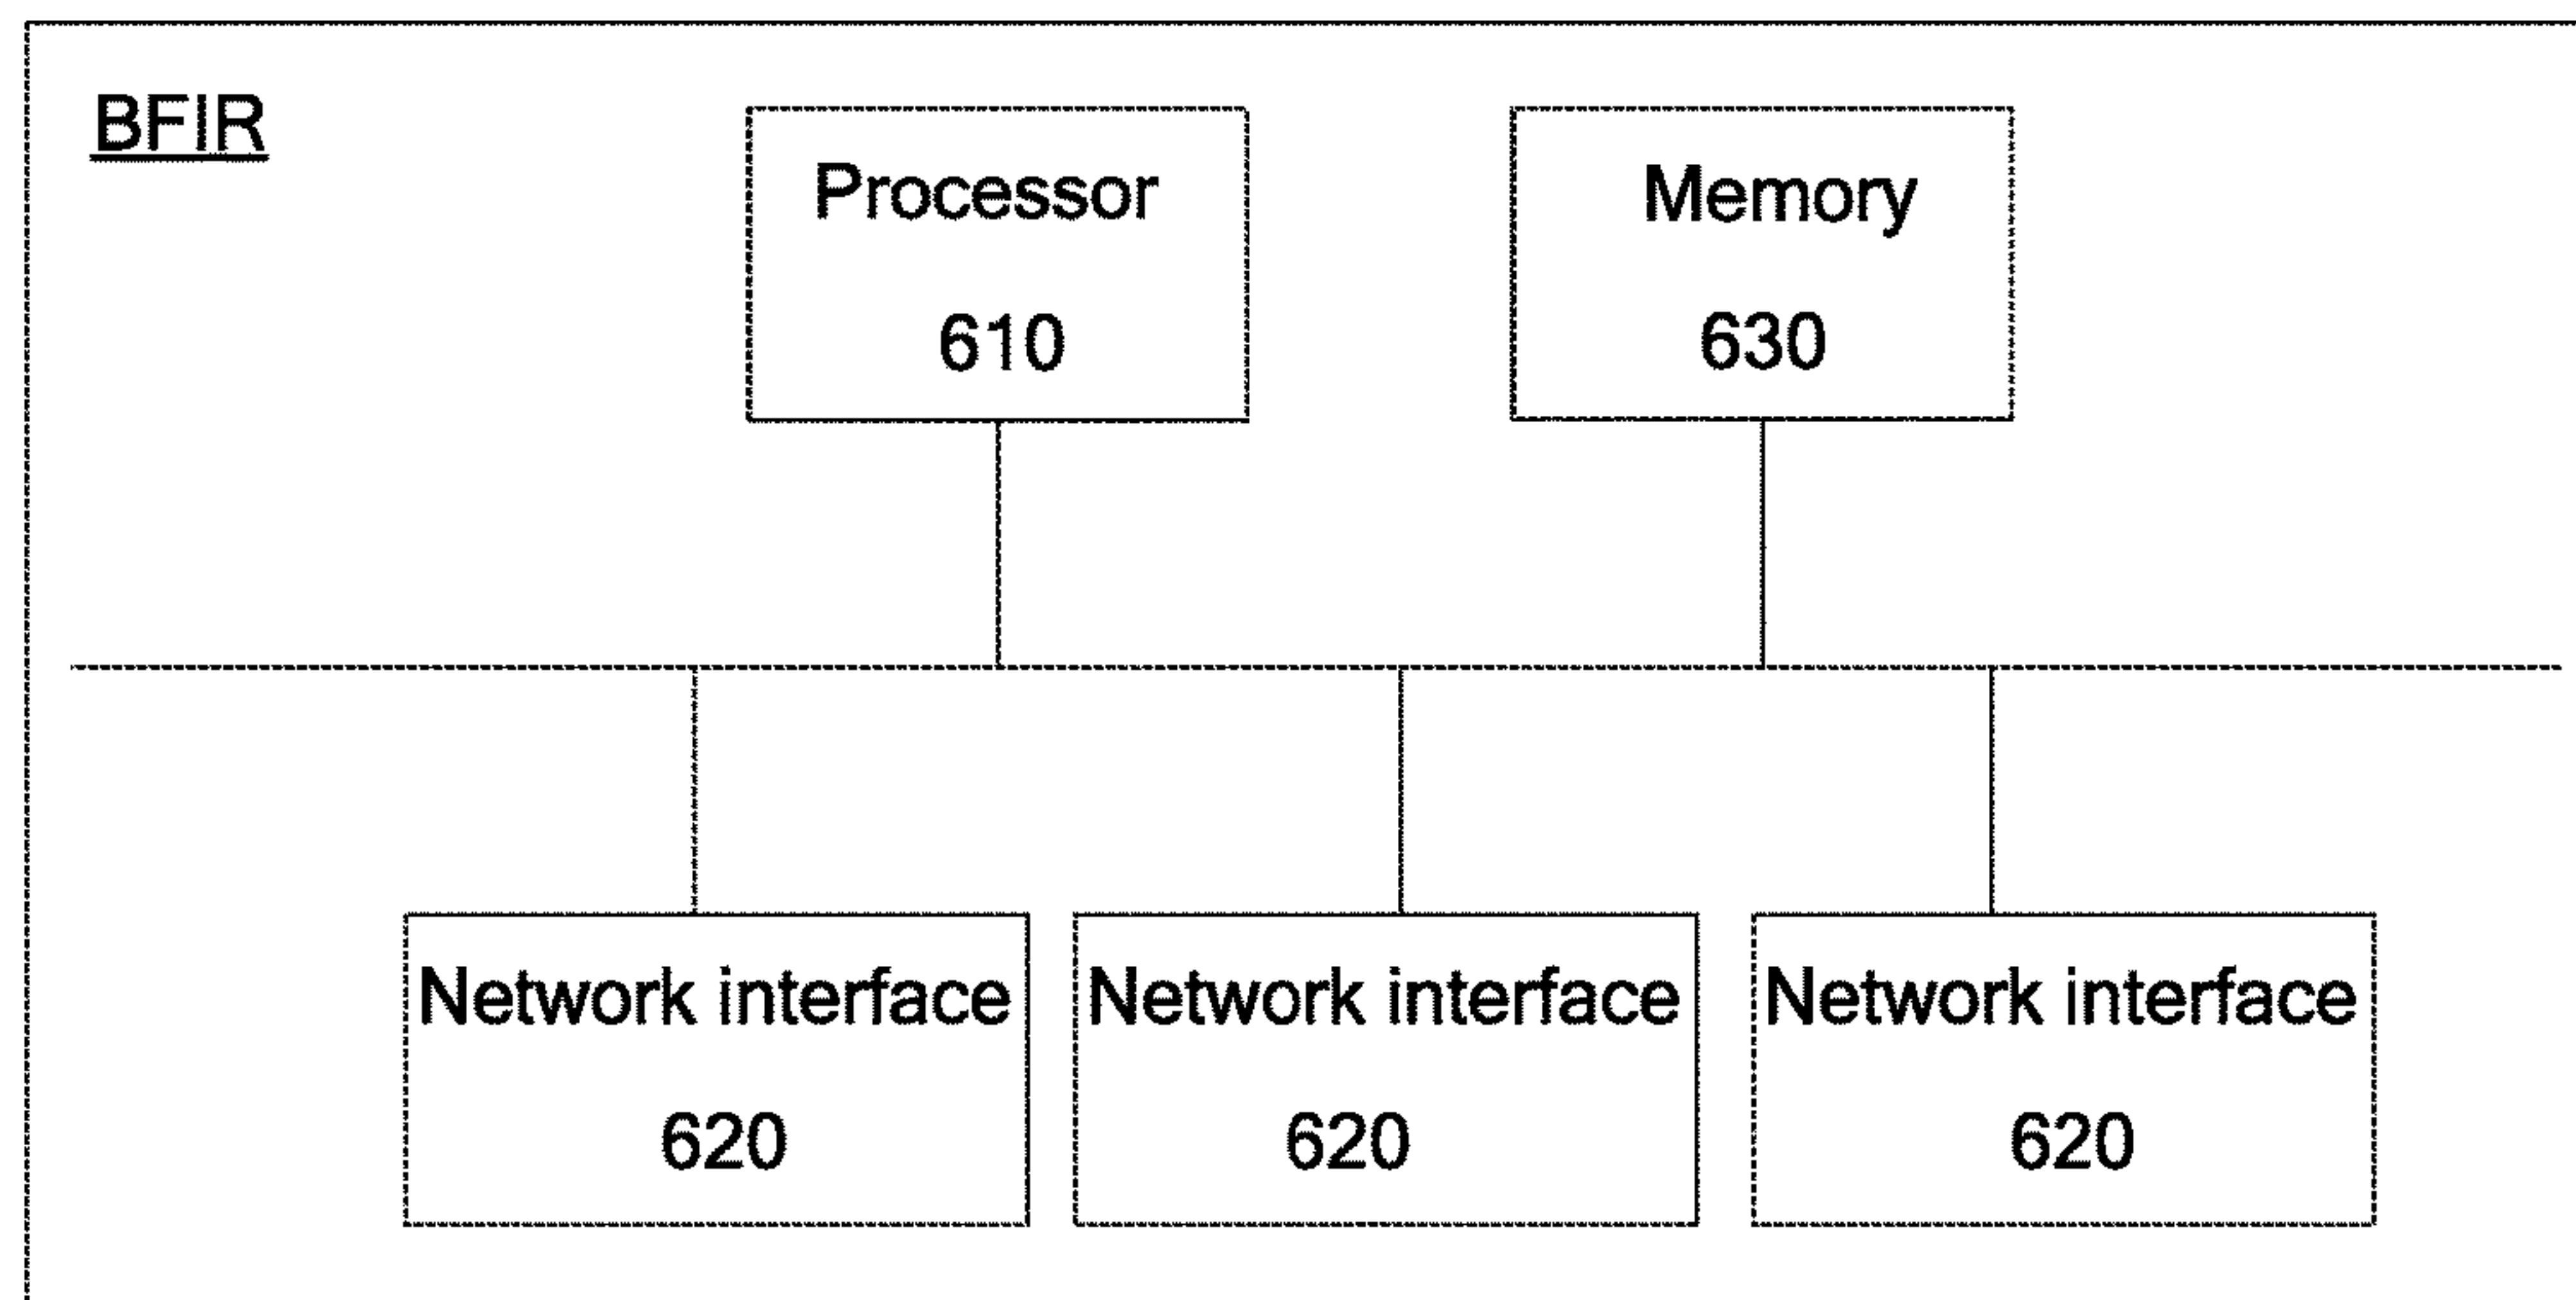 BFIR
Processor
610
Memory
630
Network interface
620
Network interface
620
Network interface
620